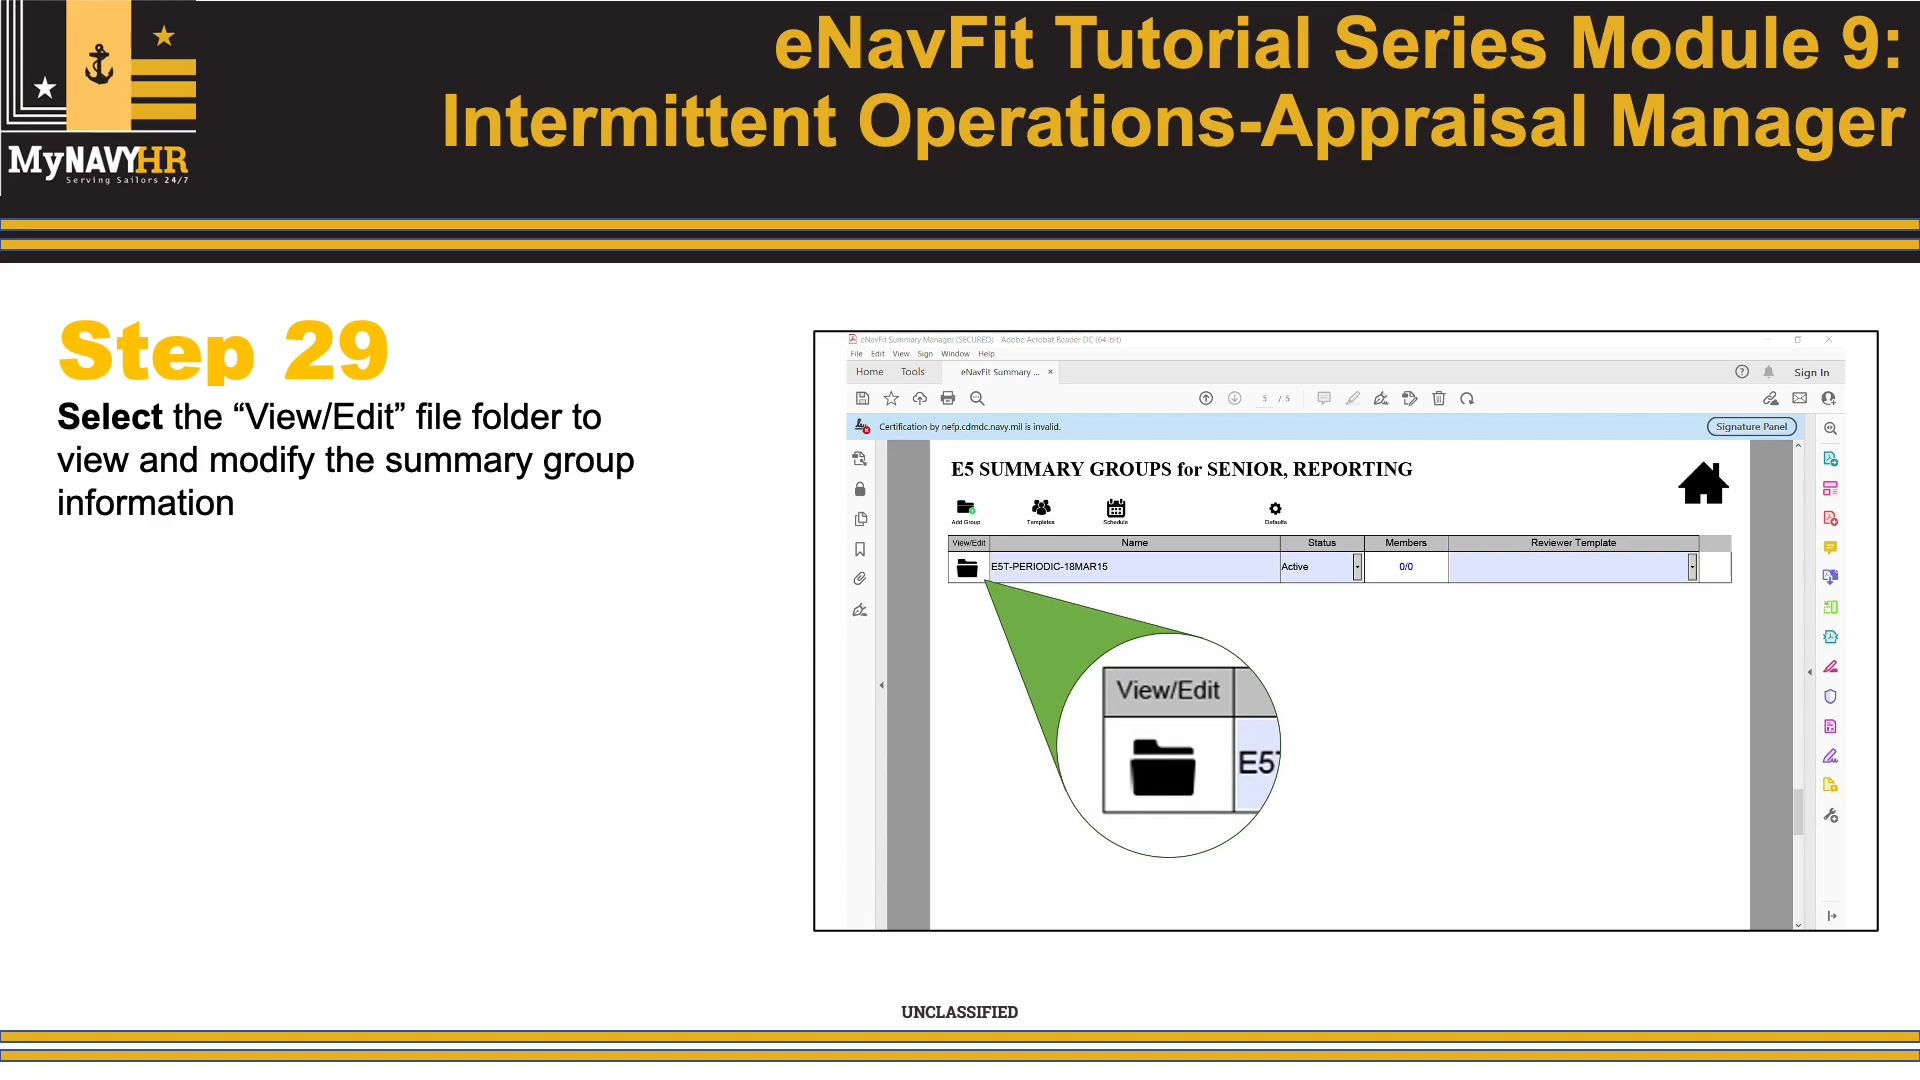 eNavFit Tutorial Series Module 9:
Intermittent Operations-Appraisal Manager
MyNAVYHR
Serving Sailors 24/7
Step 29
Select the “View/Edit” file folder to
view and modify the summary group
information
eNavFit Summary Manager (SECURED) - Adobe Acrobat Reader DC (64-bit)
File Edit View Sign Window Help
Home Tools eNavFit Summary ... × Sign In
5 / 5
Certification by nefp.cdmdc.navy.mil is invalid. Signature Panel
E5 SUMMARY GROUPS for SENIOR, REPORTING
Add Group Templates Schedule Defaults
View/Edit Name Status Members Reviewer Template
E5T-PERIODIC-18MAR15 Active 0/0
View/Edit
E5T
UNCLASSIFIED